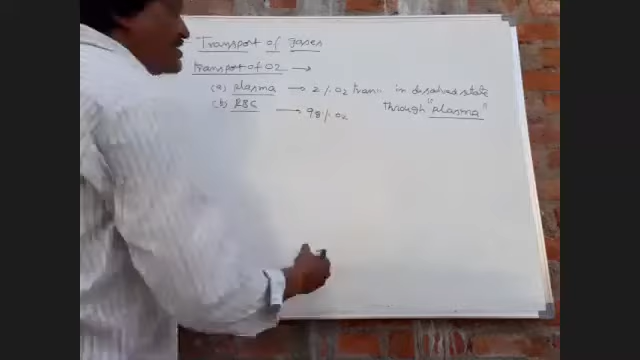 Transport of gases
transport of O2 →
(a) plasma → 2% O2 trans in dissolved state
through "plasma"
(b) RBC → 98% O2